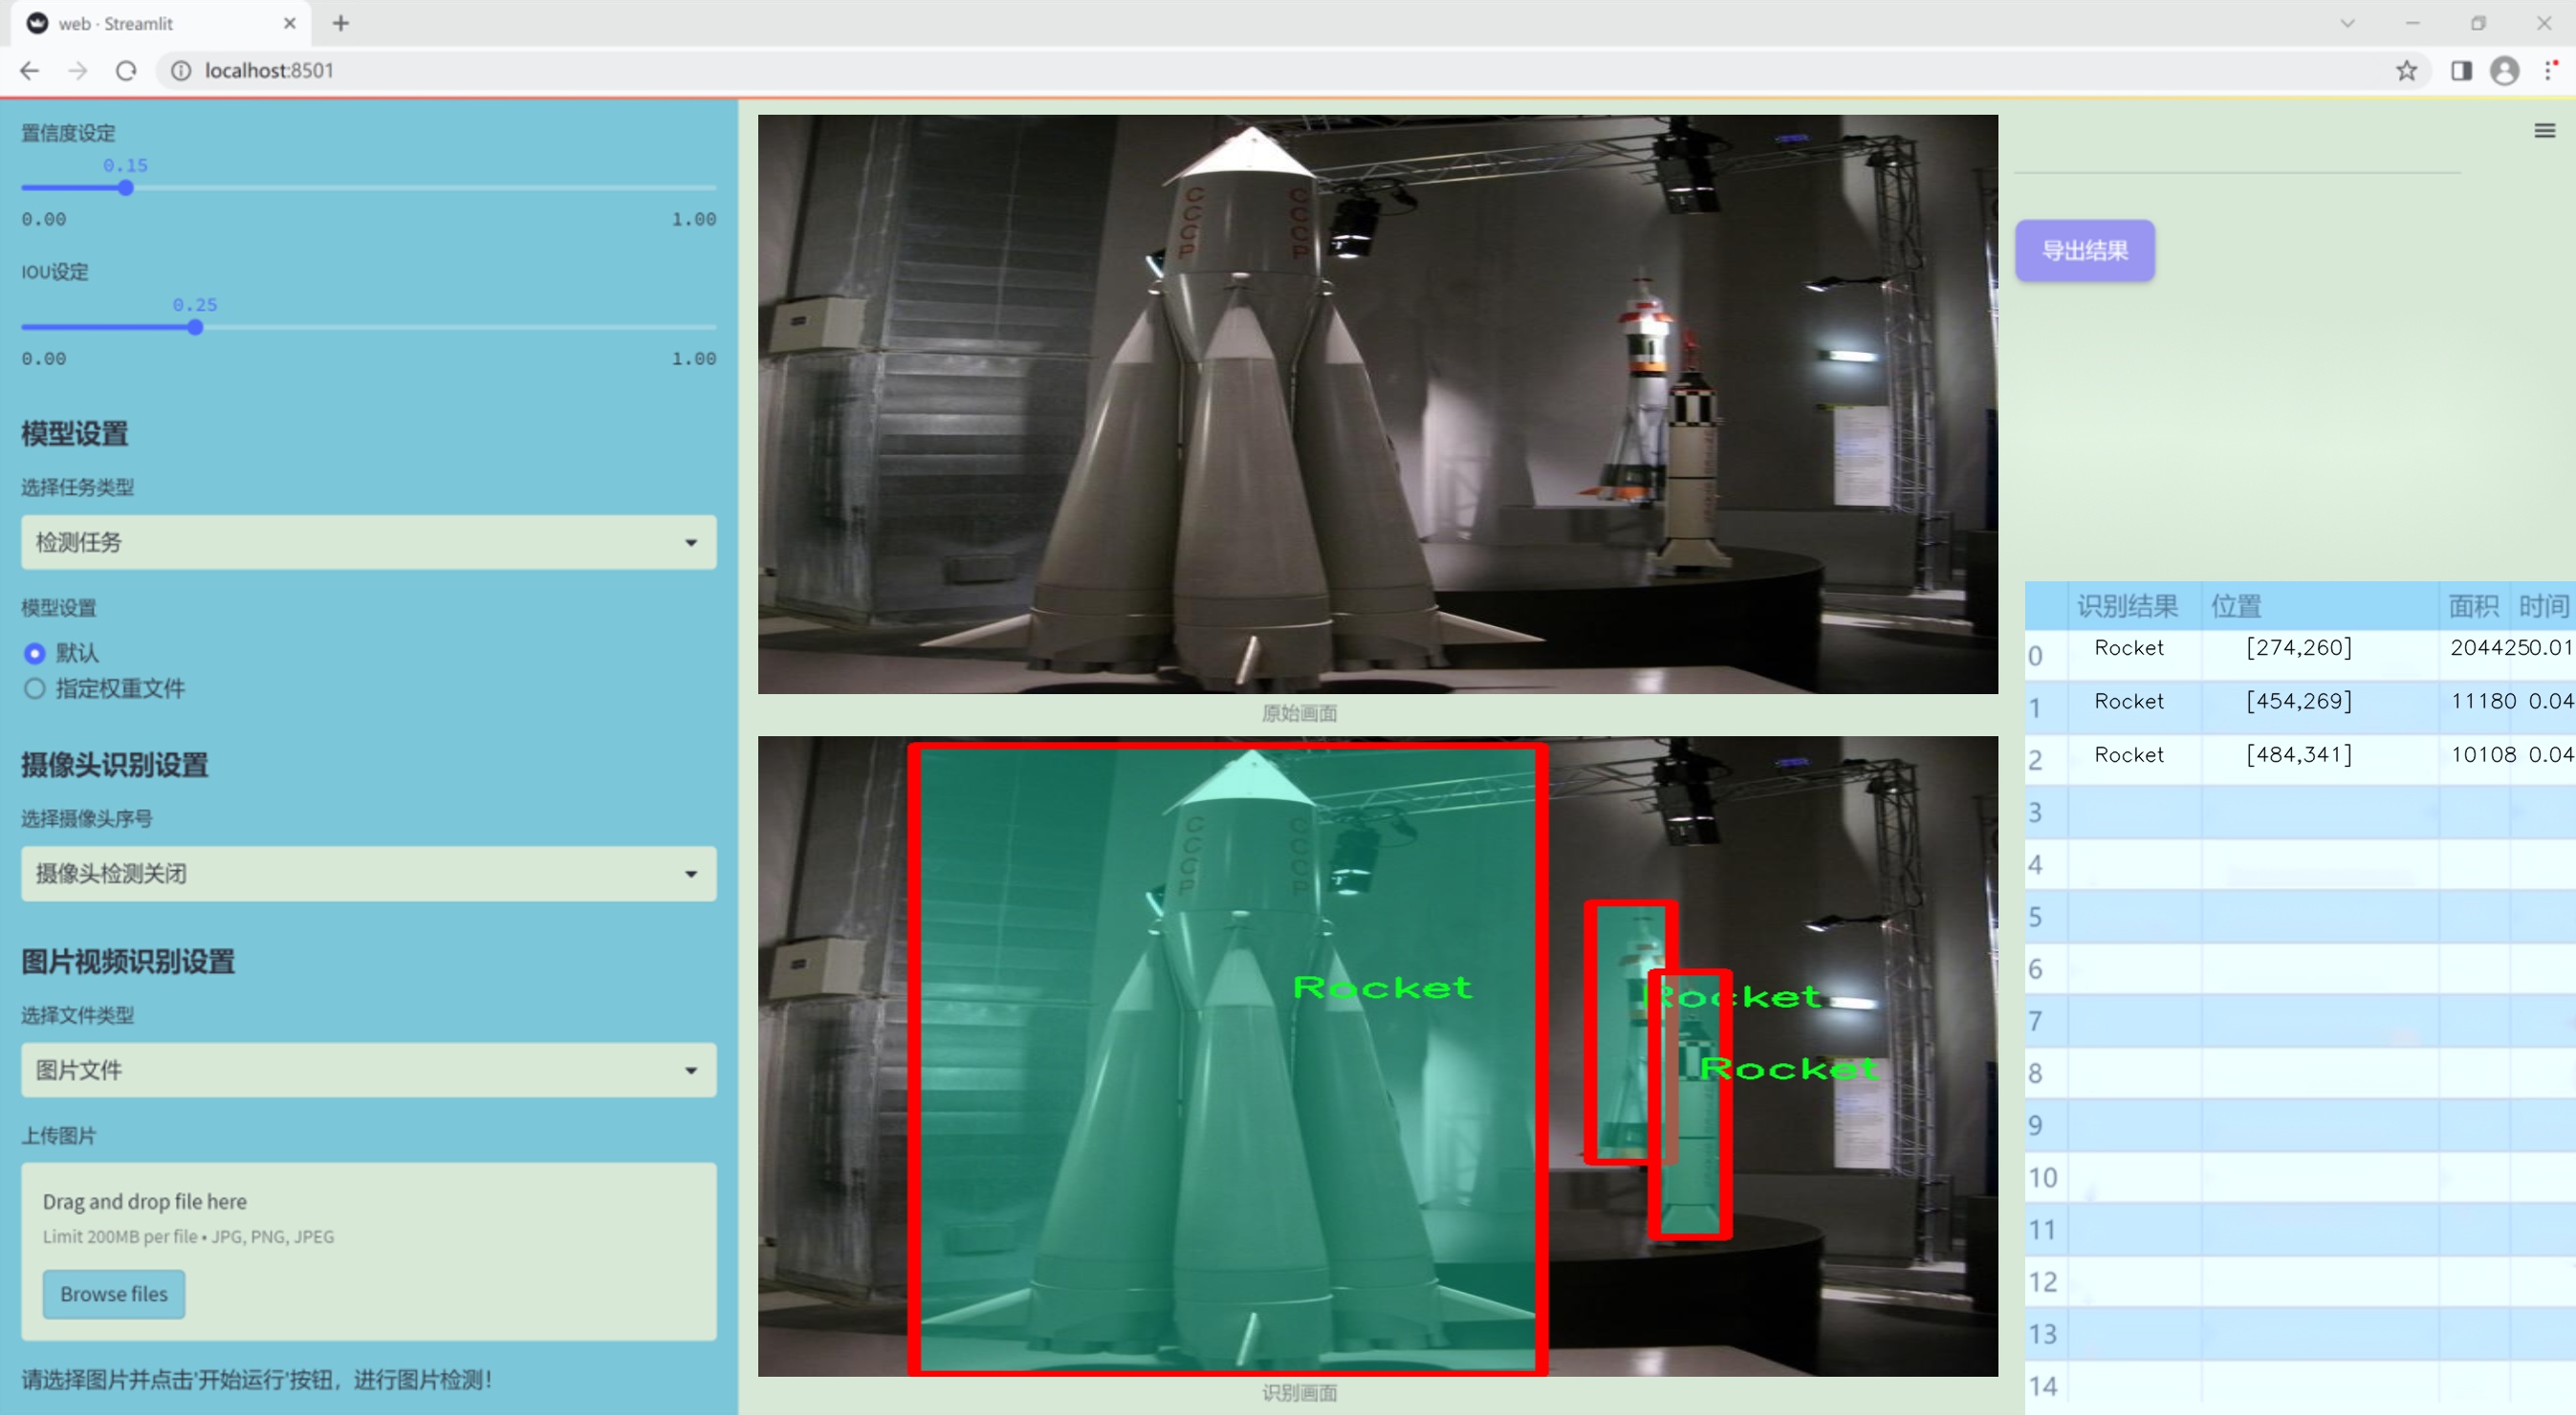 web · Streamlit
localhost:8501
置信度设定
0.15
0.00 1.00
IOU设定
0.25
0.00 1.00
模型设置
选择任务类型
检测任务
模型设置
默认
指定权重文件
摄像头识别设置
选择摄像头序号
摄像头检测关闭
图片视频识别设置
选择文件类型
图片文件
上传图片
Drag and drop file here
Limit 200MB per file • JPG, PNG, JPEG
Browse files
请选择图片并点击'开始运行'按钮，进行图片检测！
CCCP CCCP
原始画面
CCCP CCCP
Rocket
Rocket
Rocket
识别画面
导出结果
识别结果 位置 面积 时间
0 Rocket [274,260] 2044250.01
1 Rocket [454,269] 11180 0.04
2 Rocket [484,341] 10108 0.04
3
4
5
6
7
8
9
10
11
12
13
14